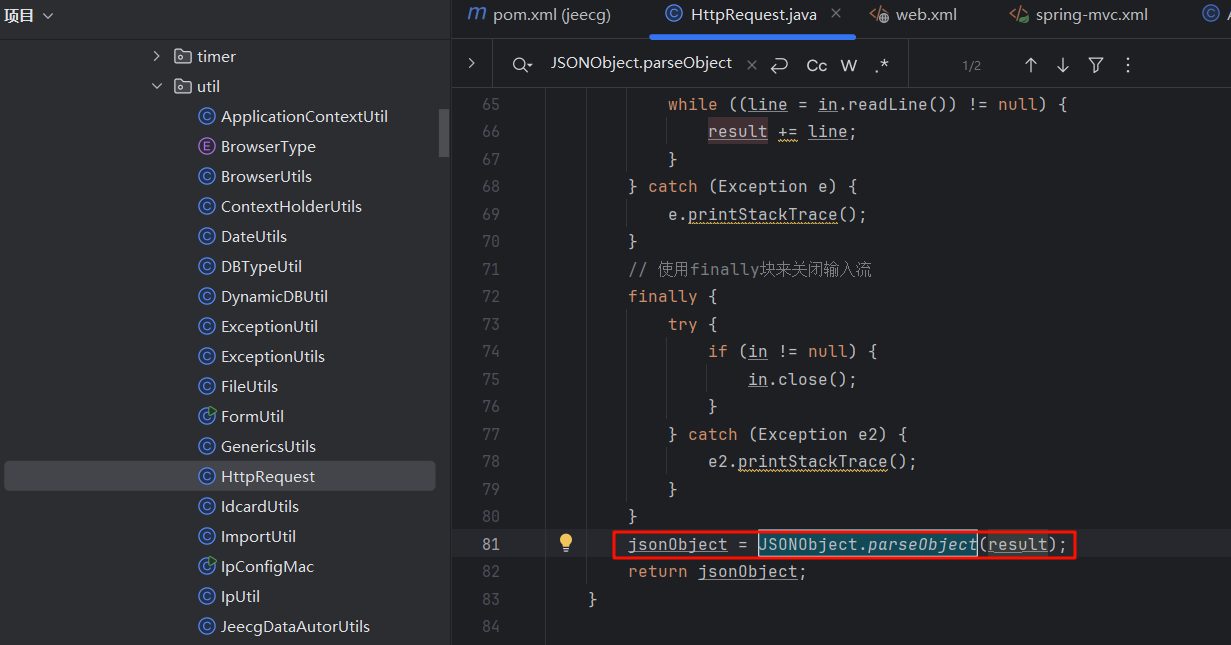 项目
pom.xml (jeecg)
HttpRequest.java
web.xml
spring-mvc.xml
JSONObject.parseObject
Cc
W
.*
1/2
timer
util
ApplicationContextUtil
BrowserType
BrowserUtils
ContextHolderUtils
DateUtils
DBTypeUtil
DynamicDBUtil
ExceptionUtil
ExceptionUtils
FileUtils
FormUtil
GenericsUtils
HttpRequest
IdcardUtils
ImportUtil
IpConfigMac
IpUtil
JeecgDataAutorUtils
65 while ((line = in.readLine()) != null) {
66 result += line;
67 }
68 } catch (Exception e) {
69 e.printStackTrace();
70 }
71 // 使用finally块来关闭输入流
72 finally {
73 try {
74 if (in != null) {
75 in.close();
76 }
77 } catch (Exception e2) {
78 e2.printStackTrace();
79 }
80 }
81 jsonObject = JSONObject.parseObject(result);
82 return jsonObject;
83 }
84